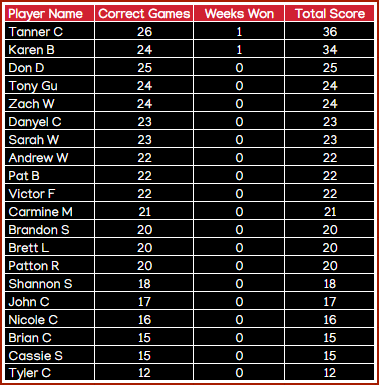 Player Name Correct Games Weeks Won Total Score
Tanner C 26 1 36
Karen B 24 1 34
Don D 25 0 25
Tony Gu 24 0 24
Zach W 24 0 24
Danyel C 23 0 23
Sarah W 23 0 23
Andrew W 22 0 22
Pat B 22 0 22
Victor F 22 0 22
Carmine M 21 0 21
Brandon S 20 0 20
Brett L 20 0 20
Patton R 20 0 20
Shannon S 18 0 18
John C 17 0 17
Nicole C 16 0 16
Brian C 15 0 15
Cassie S 15 0 15
Tyler C 12 0 12